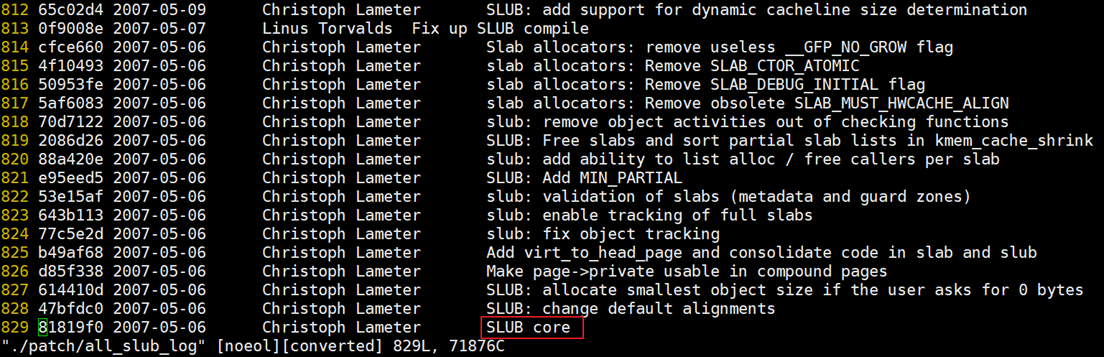 812 65c02d4 2007-05-09 Christoph Lameter SLUB: add support for dynamic cacheline size determination
813 0f9008e 2007-05-07 Linus Torvalds Fix up SLUB compile
814 cfce660 2007-05-06 Christoph Lameter Slab allocators: remove useless __GFP_NO_GROW flag
815 4f10493 2007-05-06 Christoph Lameter slab allocators: Remove SLAB_CTOR_ATOMIC
816 50953fe 2007-05-06 Christoph Lameter slab allocators: Remove SLAB_DEBUG_INITIAL flag
817 5af6083 2007-05-06 Christoph Lameter slab allocators: Remove obsolete SLAB_MUST_HWCACHE_ALIGN
818 70d7122 2007-05-06 Christoph Lameter slub: remove object activities out of checking functions
819 2086d26 2007-05-06 Christoph Lameter SLUB: Free slabs and sort partial slab lists in kmem_cache_shrink
820 88a420e 2007-05-06 Christoph Lameter slub: add ability to list alloc / free callers per slab
821 e95eed5 2007-05-06 Christoph Lameter SLUB: Add MIN_PARTIAL
822 53e15af 2007-05-06 Christoph Lameter slub: validation of slabs (metadata and guard zones)
823 643b113 2007-05-06 Christoph Lameter slub: enable tracking of full slabs
824 77c5e2d 2007-05-06 Christoph Lameter slub: fix object tracking
825 b49af68 2007-05-06 Christoph Lameter Add virt_to_head_page and consolidate code in slab and slub
826 d85f338 2007-05-06 Christoph Lameter Make page->private usable in compound pages
827 614410d 2007-05-06 Christoph Lameter SLUB: allocate smallest object size if the user asks for 0 bytes
828 47bfdc0 2007-05-06 Christoph Lameter SLUB: change default alignments
829 81819f0 2007-05-06 Christoph Lameter SLUB core
"./patch/all_slub_log" [noeol][converted] 829L, 71876C